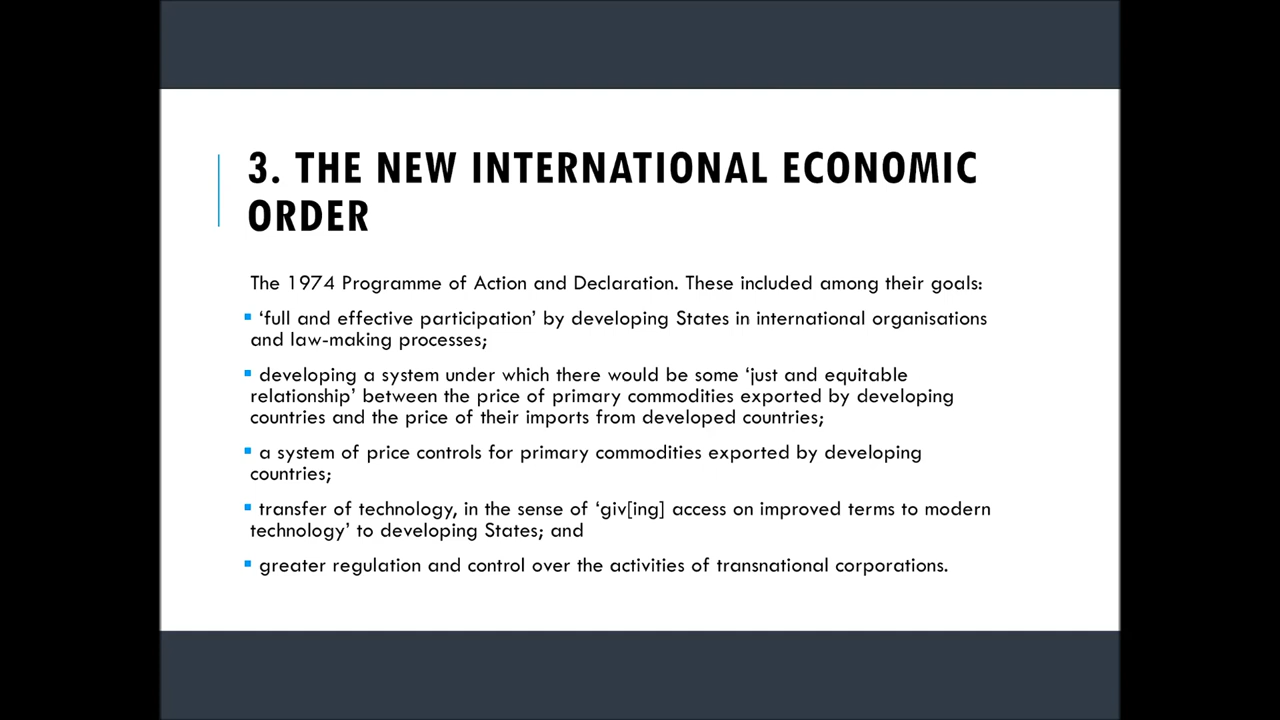 3. THE NEW INTERNATIONAL ECONOMIC
ORDER
The 1974 Programme of Action and Declaration. These included among their goals:
▪ ‘full and effective participation’ by developing States in international organisations
and law-making processes;
▪ developing a system under which there would be some ‘just and equitable
relationship’ between the price of primary commodities exported by developing
countries and the price of their imports from developed countries;
▪ a system of price controls for primary commodities exported by developing
countries;
▪ transfer of technology, in the sense of ‘giv[ing] access on improved terms to modern
technology’ to developing States; and
▪ greater regulation and control over the activities of transnational corporations.